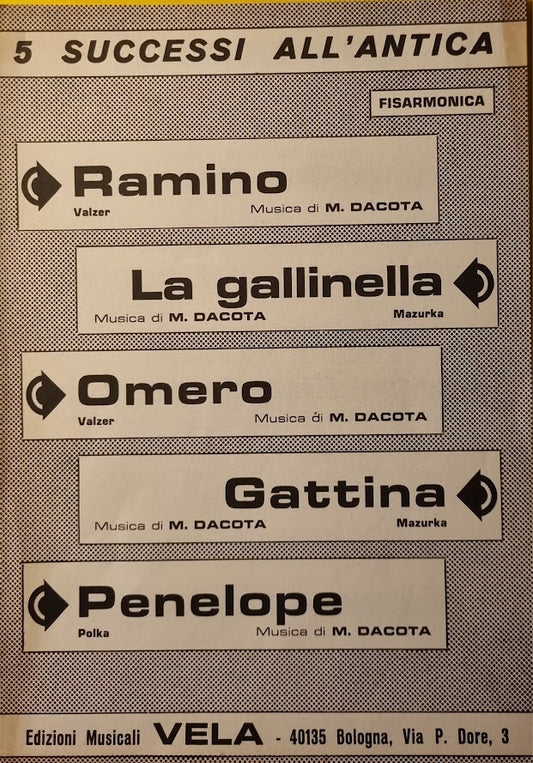 5 SUCCESSI ALL'ANTICA
FISARMONICA
Ramino
Valzer Musica di M. DACOTA
La gallinella
Musica di M. DACOTA Mazurka
Omero
Valzer Musica di M. DACOTA
Gattina
Musica di M. DACOTA Mazurka
Penelope
Polka Musica di M. DACOTA
Edizioni Musicali VELA - 40135 Bologna, Via P. Dore, 3